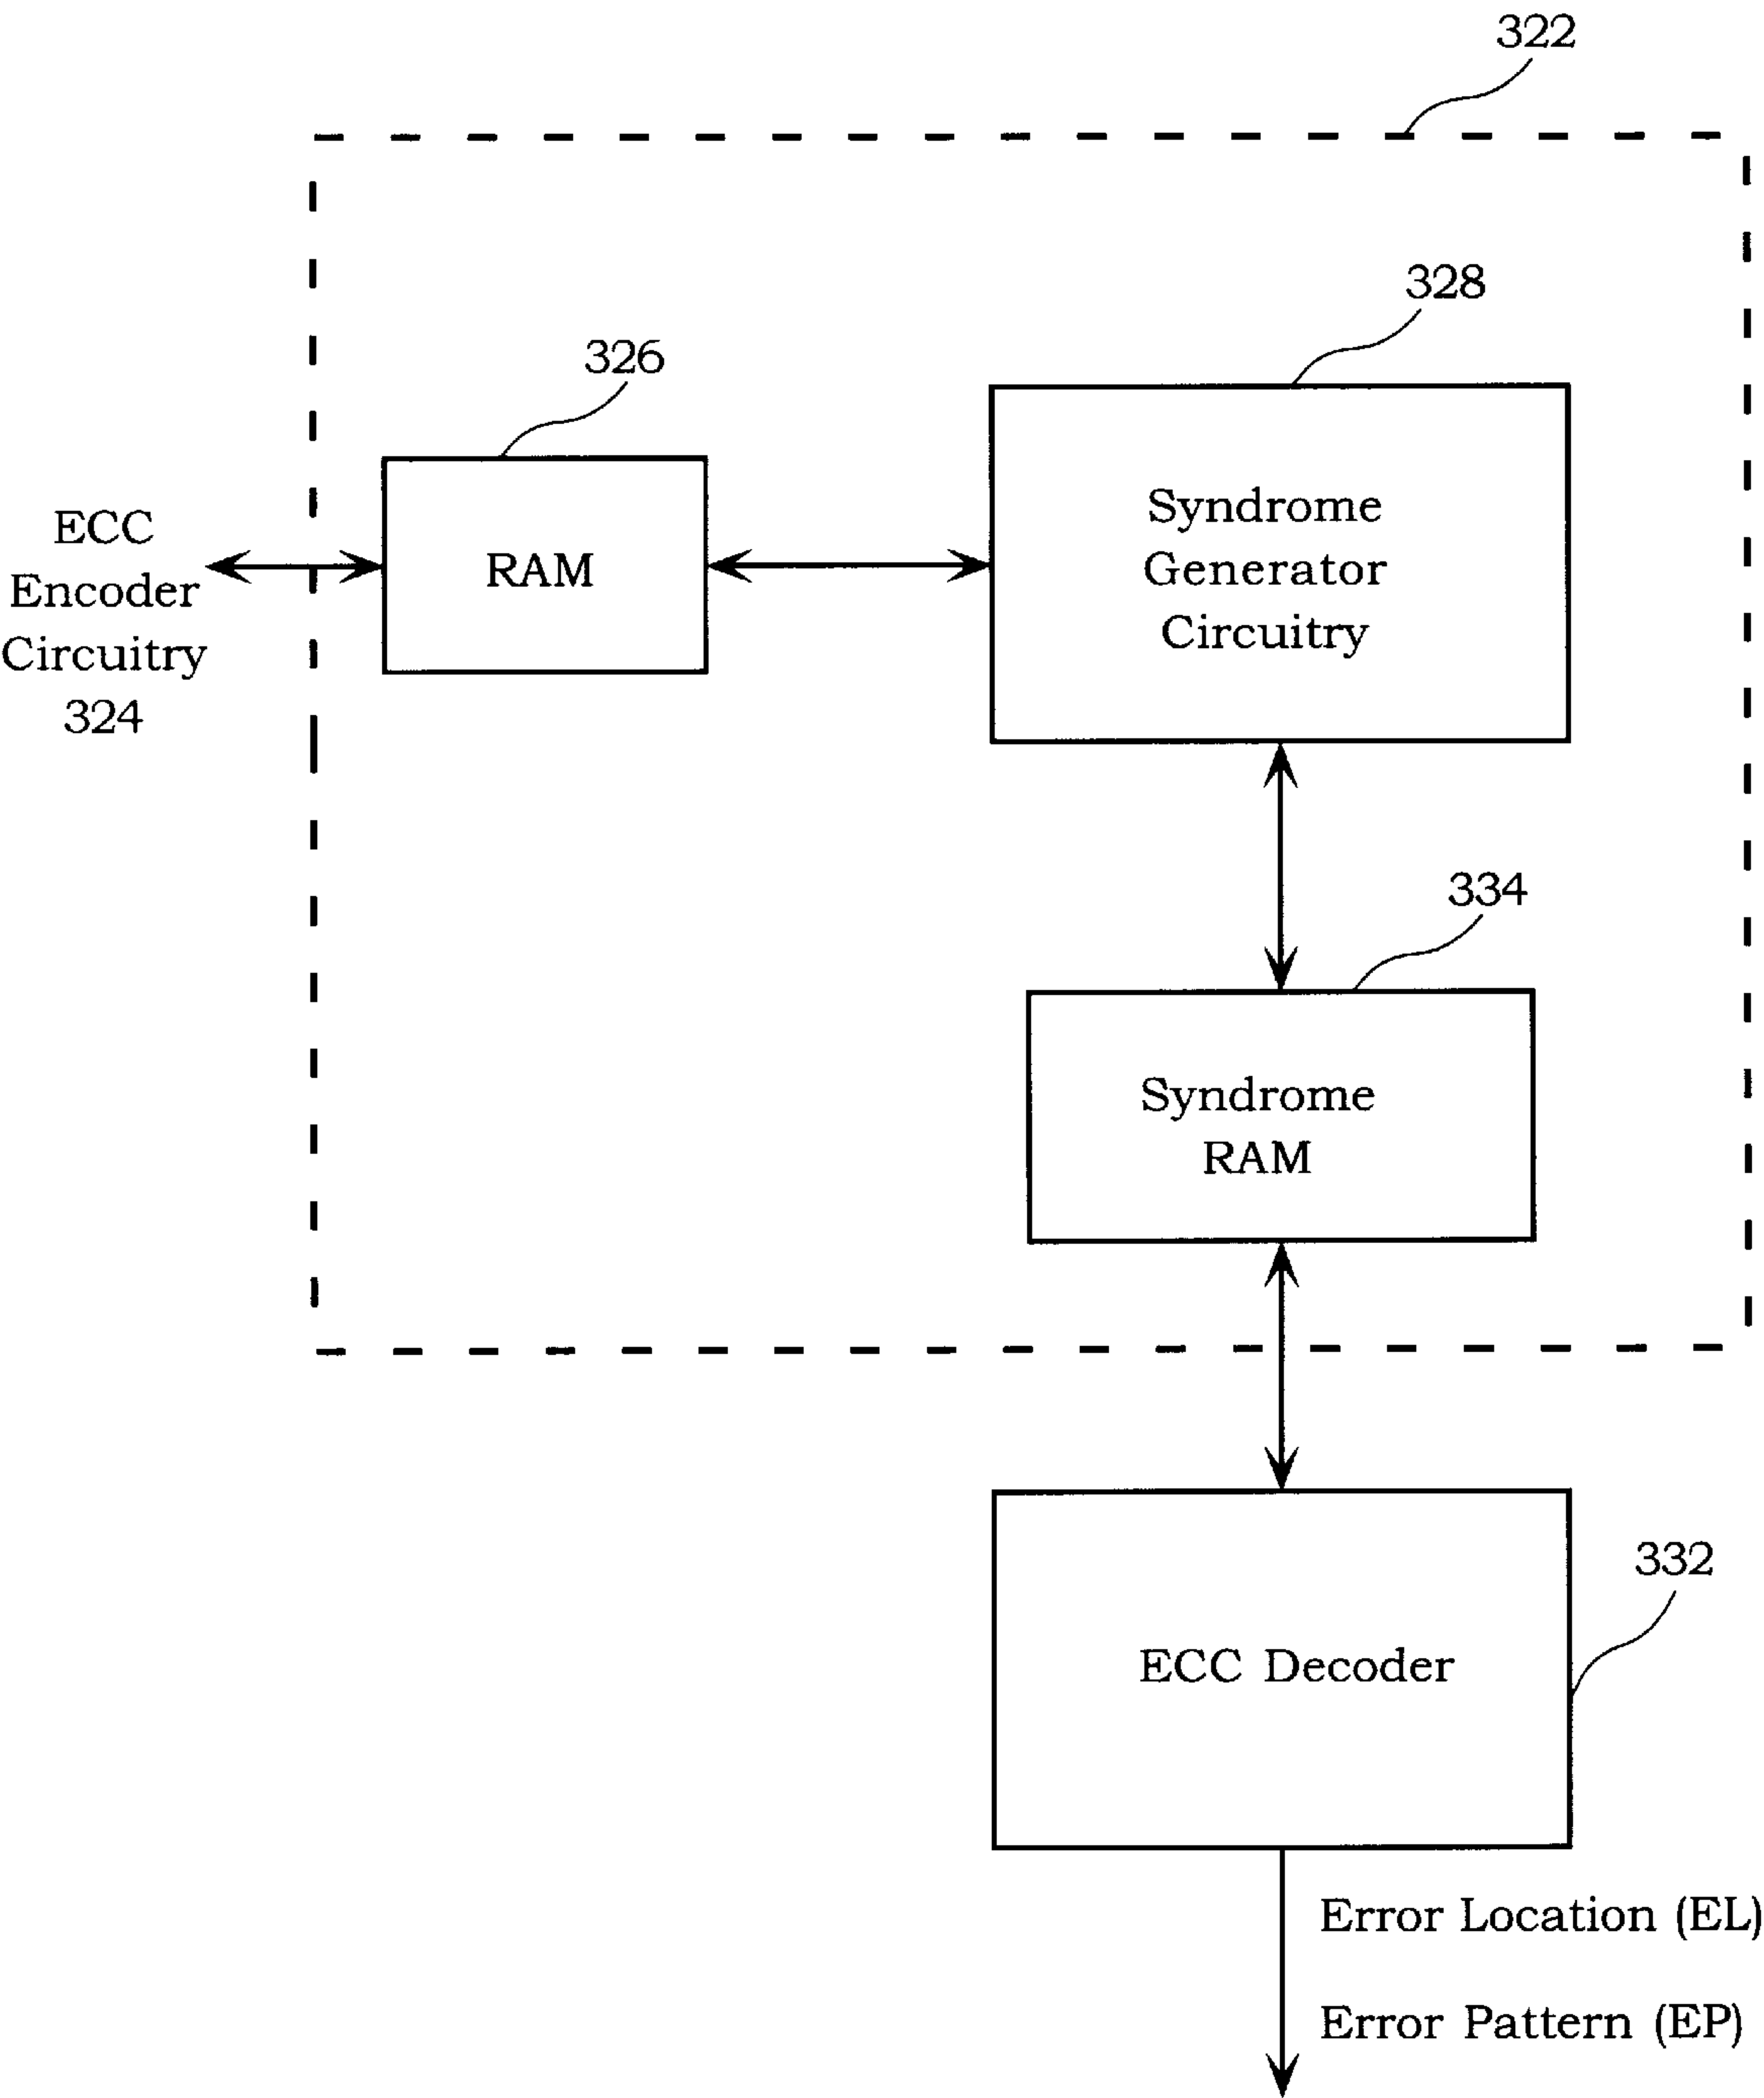 322
328
326
Syndrome
Generator
Circuitry
ECC
Encoder
Circuitry
324
RAM
334
Syndrome
RAM
332
ECC Decoder
Error Location (EL)
Error Pattern (EP)